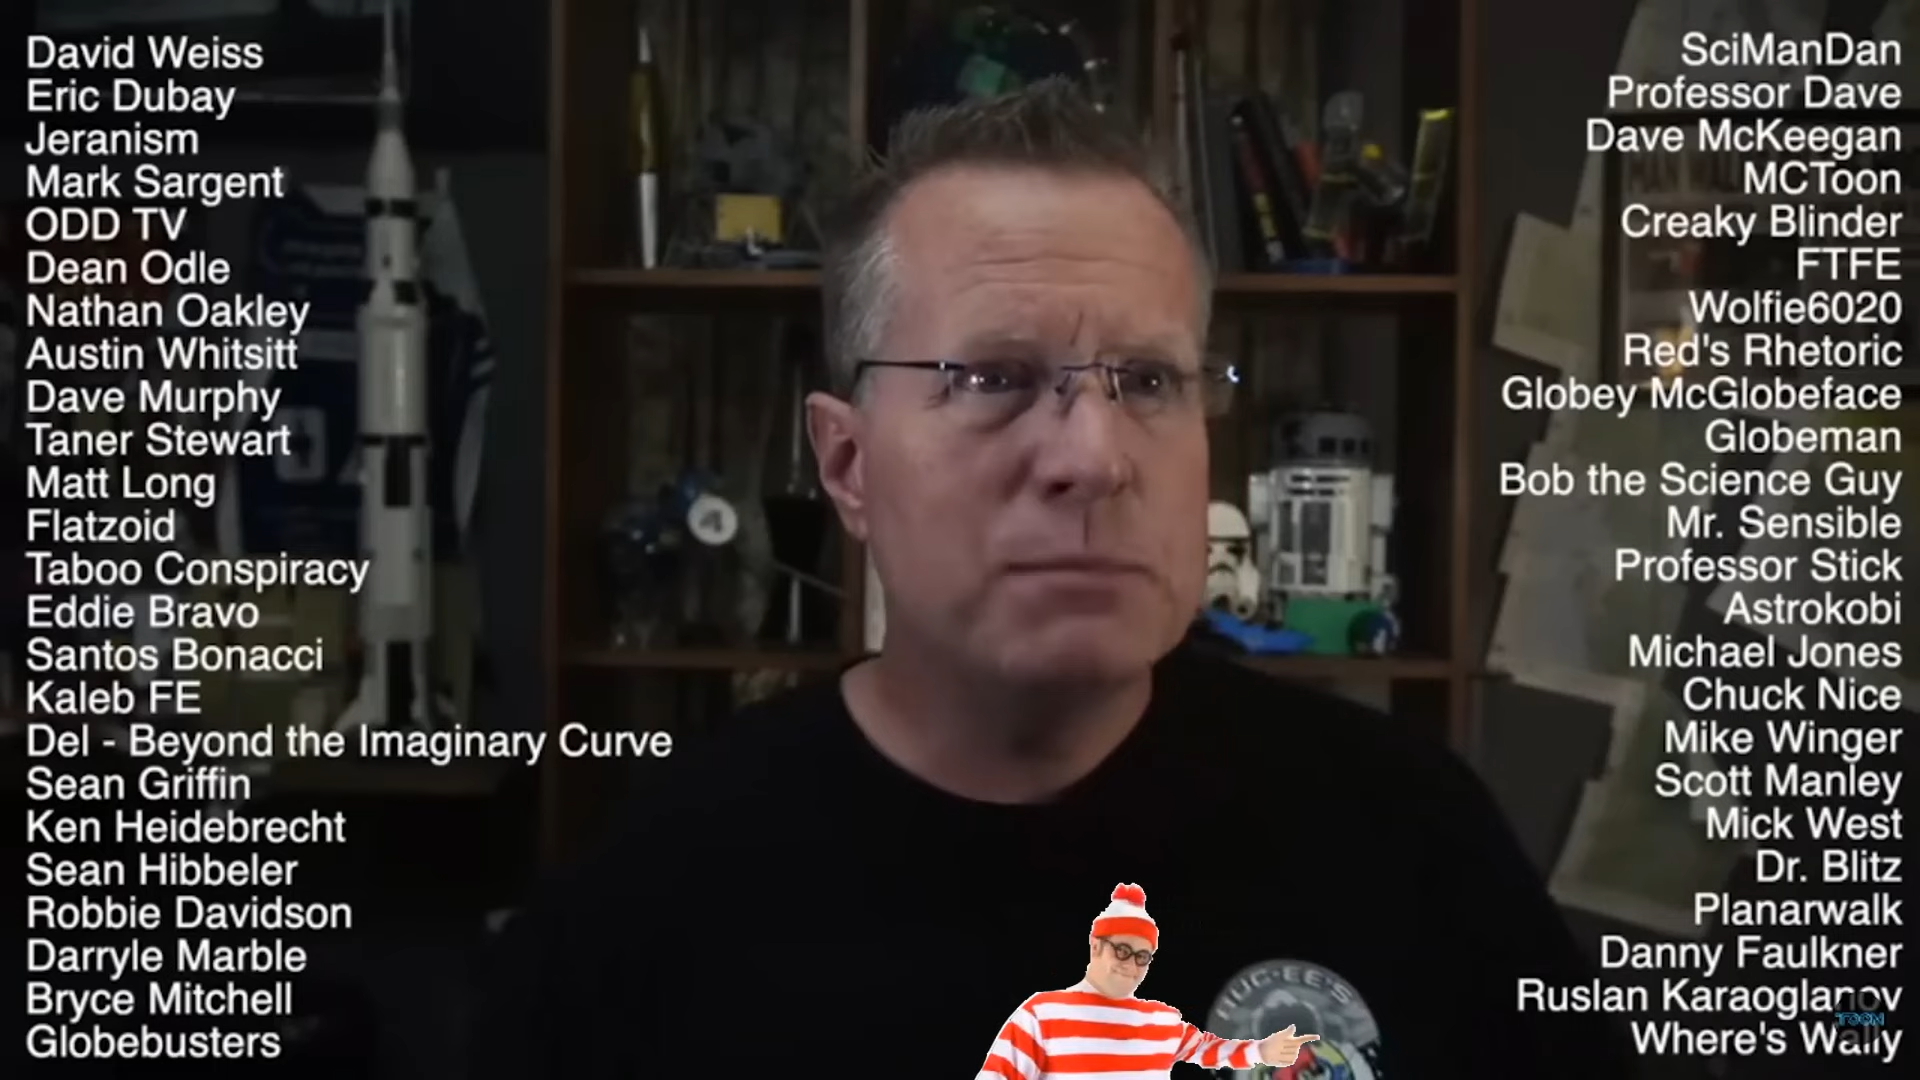 David Weiss
Eric Dubay
Jeranism
Mark Sargent
ODD TV
Dean Odle
Nathan Oakley
Austin Whitsitt
Dave Murphy
Taner Stewart
Matt Long
Flatzoid
Taboo Conspiracy
Eddie Bravo
Santos Bonacci
Kaleb FE
Del - Beyond the Imaginary Curve
Sean Griffin
Ken Heidebrecht
Sean Hibbeler
Robbie Davidson
Darryle Marble
Bryce Mitchell
Globebusters
SciManDan
Professor Dave
Dave McKeegan
MCToon
Creaky Blinder
FTFE
Wolfie6020
Red's Rhetoric
Globey McGlobeface
Globeman
Bob the Science Guy
Mr. Sensible
Professor Stick
Astrokobi
Michael Jones
Chuck Nice
Mike Winger
Scott Manley
Mick West
Dr. Blitz
Planarwalk
Danny Faulkner
Ruslan Karaoglanov
Where's Wally
TOON
4